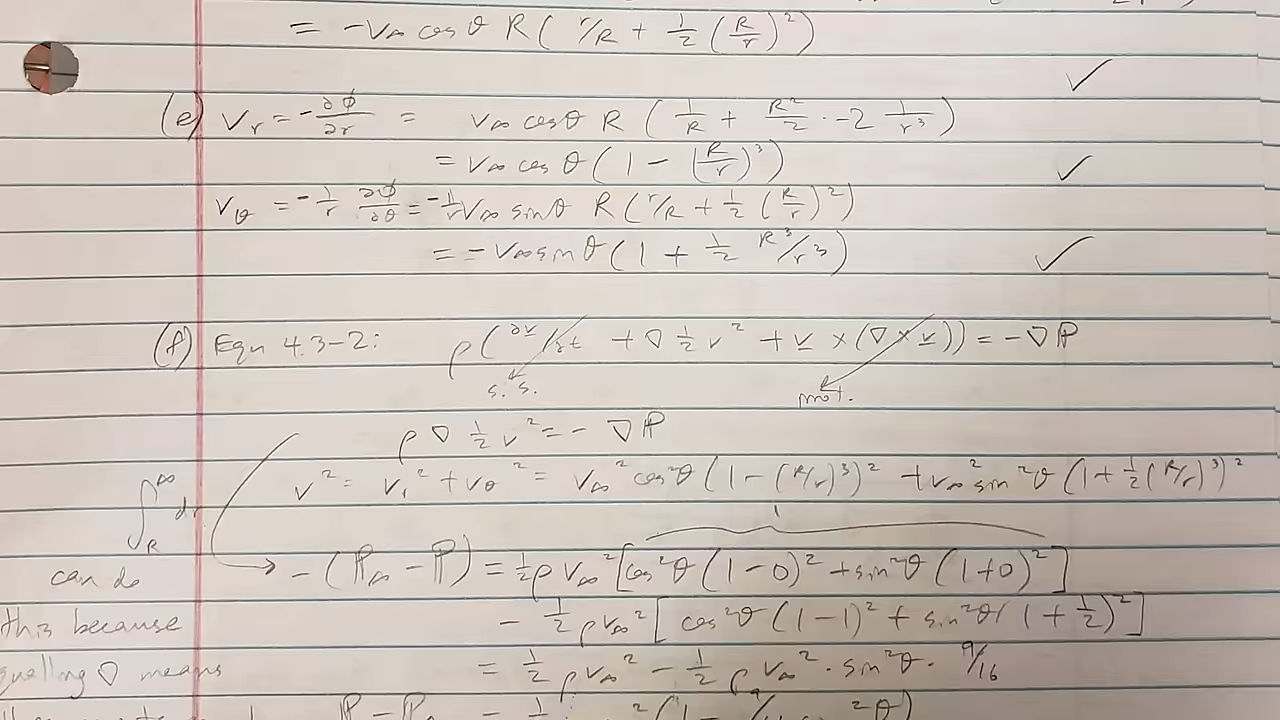 = -v∞ cos θ R ( r/R + 1/2 (R/r)² )
✓
(e) Vr = -∂ϕ/∂r = v∞ cos θ R ( 1/R + R²/2 · -2 1/r³ )
= v∞ cos θ ( 1 - (R/r)³ ) ✓
Vθ = -1/r ∂ϕ/∂θ = -1/r v∞ sin θ R ( r/R + 1/2 (R/r)² )
= -v∞ sin θ ( 1 + 1/2 R³/r³ ) ✓
(f) Eqn 4.3-2: ρ ( ∂v/∂t + ∇ 1/2 v² + v × (∇ × v)) = -∇P
s.s.
ρ ∇ 1/2 v² = - ∇P
v² = vr² + vθ² = v∞² cos²θ ( 1 - (R/r)³ )² + v∞² sin²θ ( 1 + 1/2 (R/r)³ )²
∫R^∞ dr
1
→ - (P∞ - P) = 1/2 ρ v∞² [ cos²θ ( 1-0 )² + sin²θ ( 1+0 )² ]
can do
- 1/2 ρ v∞² [ cos²θ ( 1-1 )² + sin²θ ( 1 + 1/2 )² ]
this because
= 1/2 ρ v∞² - 1/2 ρ v∞² · sin²θ · 9/16
∇ means